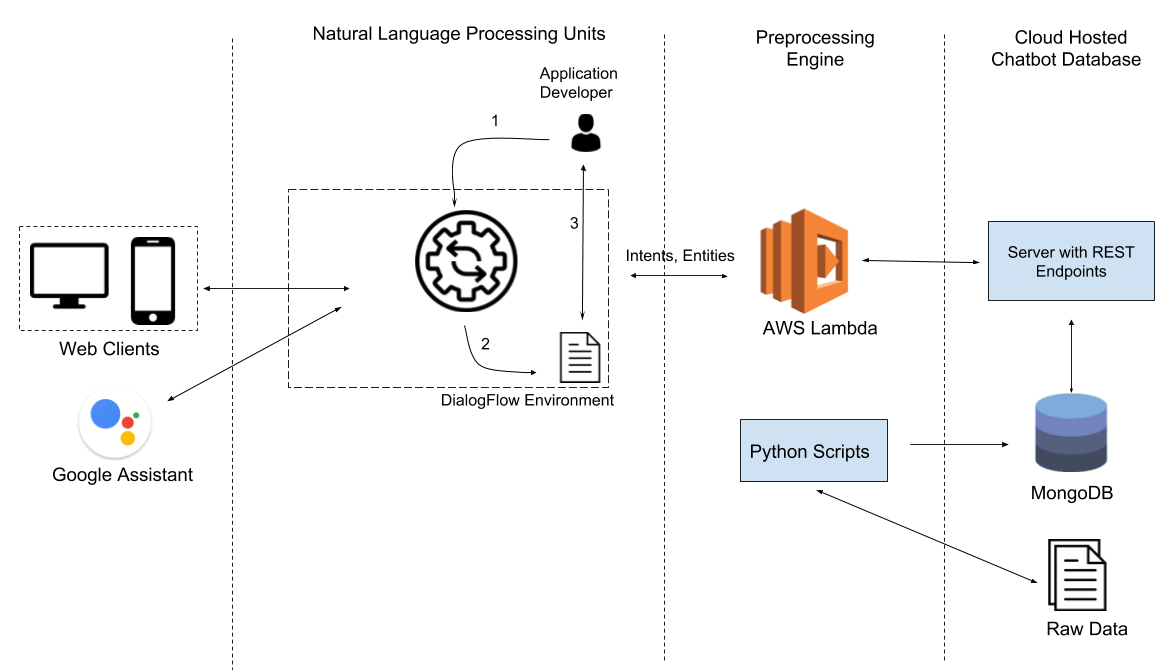 Natural Language Processing Units
Preprocessing
Engine
Cloud Hosted
Chatbot Database
Application
Developer
1
3
Intents, Entities
Server with REST
Endpoints
AWS Lambda
2
Web Clients
DialogFlow Environment
Google Assistant
Python Scripts
MongoDB
Raw Data